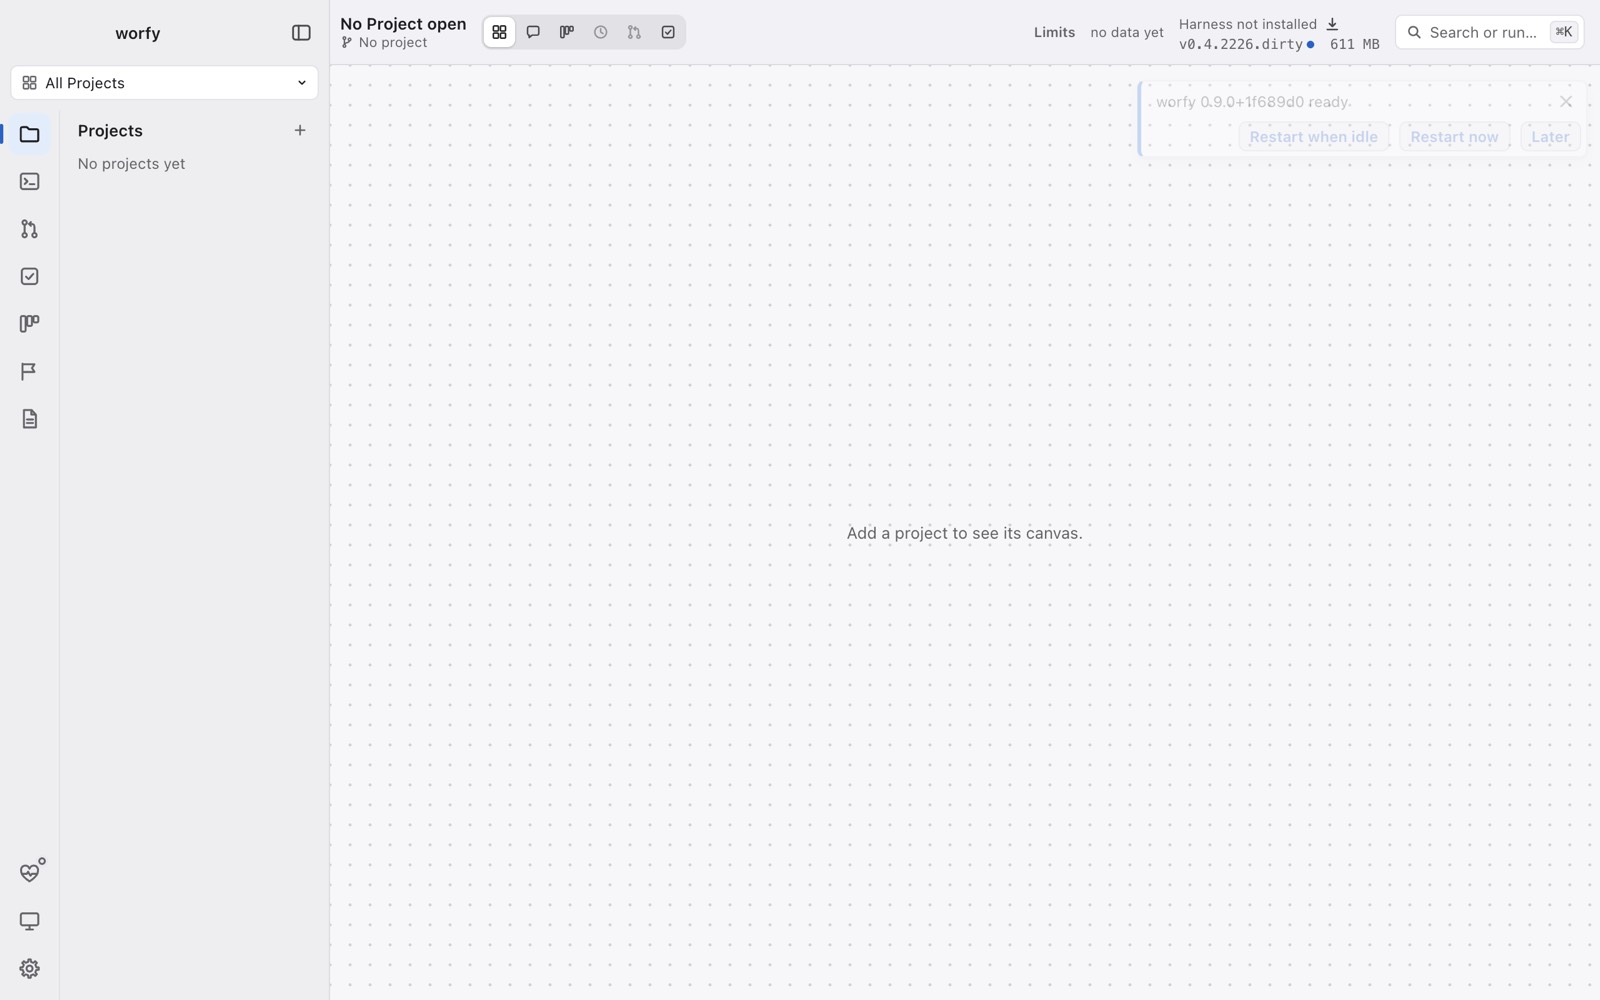 worfy
All Projects
Projects
No projects yet
No Project open
No project
Limits no data yet
Harness not installed
v0.4.2226.dirty 611 MB
Search or run... ⌘K
worfy 0.9.0+1f689d0 ready.
Restart when idle Restart now Later
Add a project to see its canvas.